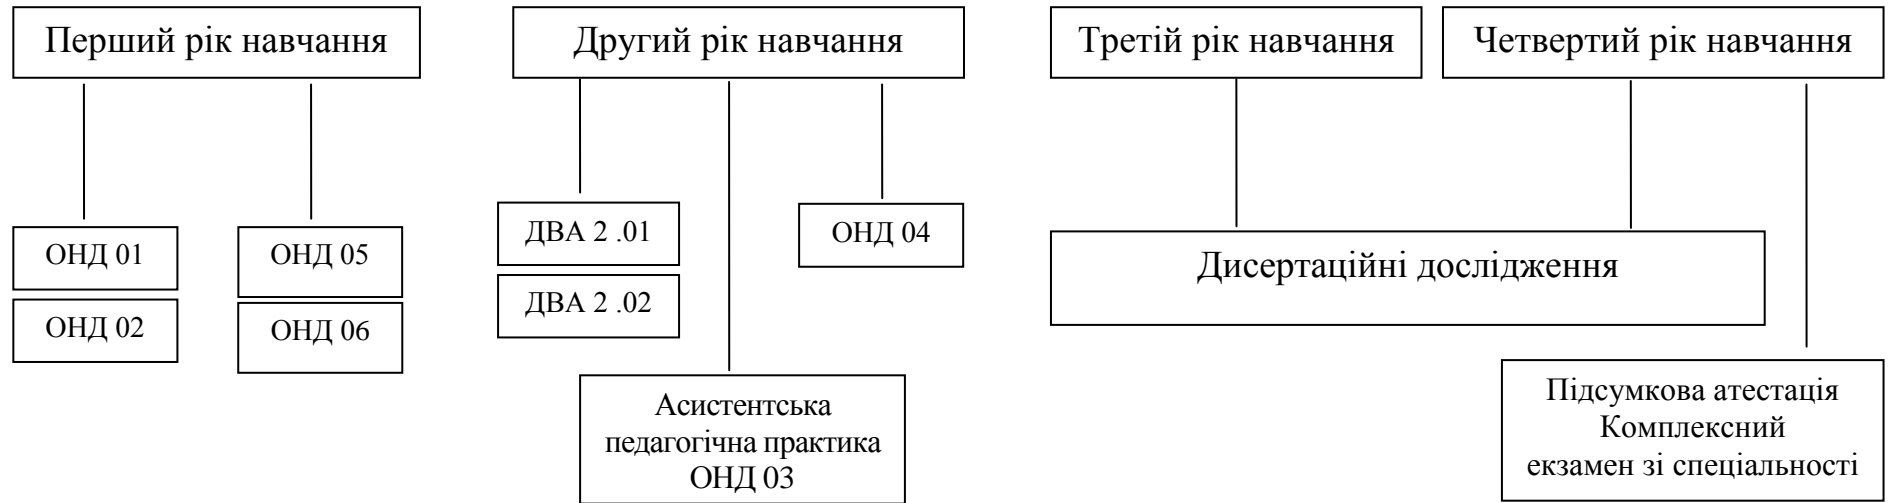 Перший рік навчання
Другий рік навчання
Третій рік навчання
Четвертий рік навчання
ОНД 01
ОНД 02
ОНД 05
ОНД 06
ДВА 2 .01
ДВА 2 .02
ОНД 04
Асистентська
педагогічна практика
ОНД 03
Дисертаційні дослідження
Підсумкова атестація
Комплексний
екзамен зі спеціальності